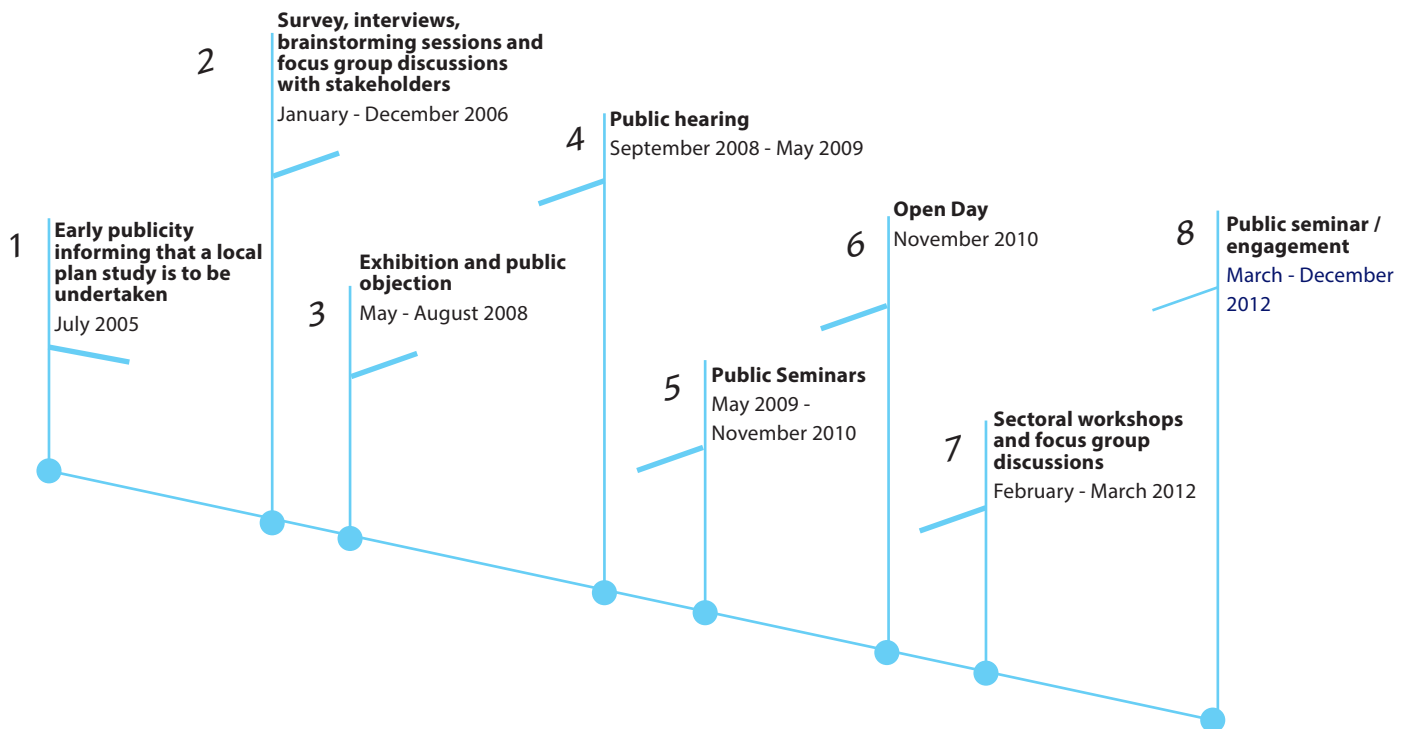 1
Early publicity
informing that a local
plan study is to be
undertaken
July 2005
2
Survey, interviews,
brainstorming sessions and
focus group discussions
with stakeholders
January - December 2006
3
Exhibition and public
objection
May - August 2008
4
Public hearing
September 2008 - May 2009
5
Public Seminars
May 2009 -
November 2010
6
Open Day
November 2010
7
Sectoral workshops
and focus group
discussions
February - March 2012
8
Public seminar /
engagement
March - December
2012